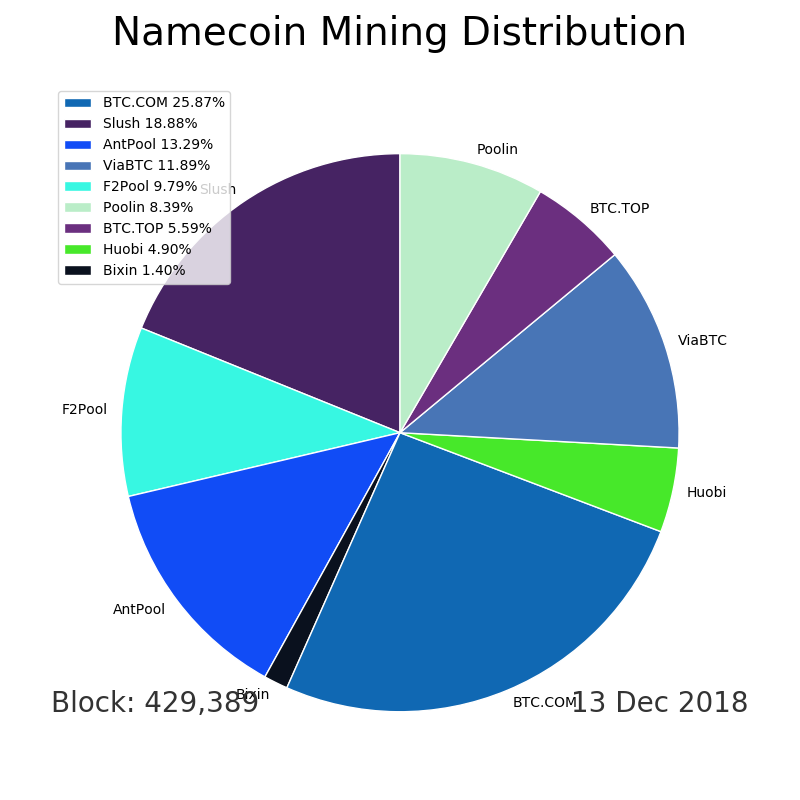 Namecoin Mining Distribution
BTC.COM 25.87%
Slush 18.88%
AntPool 13.29%
ViaBTC 11.89%
F2Pool 9.79%
Poolin 8.39%
BTC.TOP 5.59%
Huobi 4.90%
Bixin 1.40%
Poolin
Slush
BTC.TOP
ViaBTC
F2Pool
Huobi
AntPool
Bixin
BTC.COM
Block: 429,389
13 Dec 2018